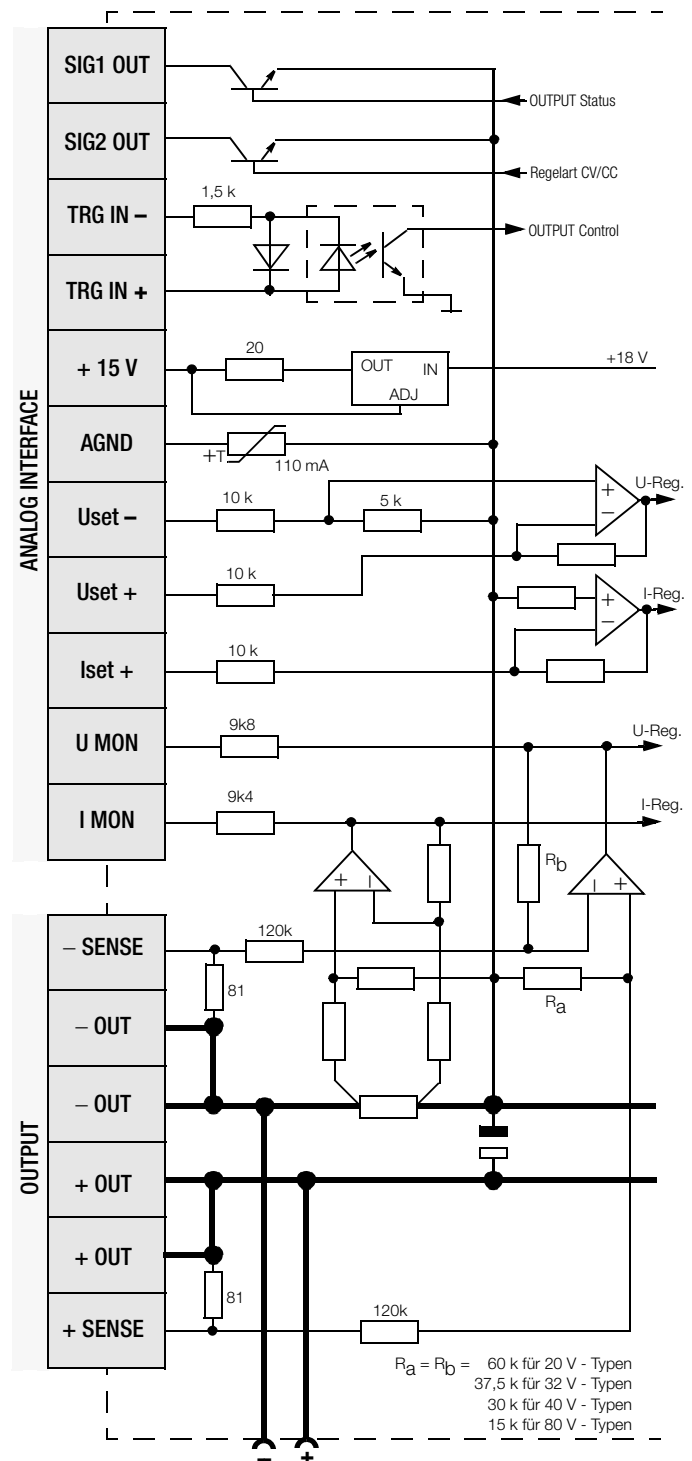 ANALOG INTERFACE
SIG1 OUT
OUTPUT Status
SIG2 OUT
Regelart CV/CC
TRG IN –
1,5 k
OUTPUT Control
TRG IN +
+ 15 V
20
OUT IN
ADJ
+18 V
AGND
+T
110 mA
Uset –
10 k
5 k
+
–
U-Reg.
Uset +
10 k
+
–
I-Reg.
Iset +
10 k
U MON
9k8
U-Reg.
I MON
9k4
I-Reg.
+ –
Rb
– +
OUTPUT
– SENSE
120k
81
Ra
– OUT
– OUT
+ OUT
+ OUT
81
+ SENSE
120k
Ra = Rb = 60 k für 20 V - Typen
37,5 k für 32 V - Typen
30 k für 40 V - Typen
15 k für 80 V - Typen
– +